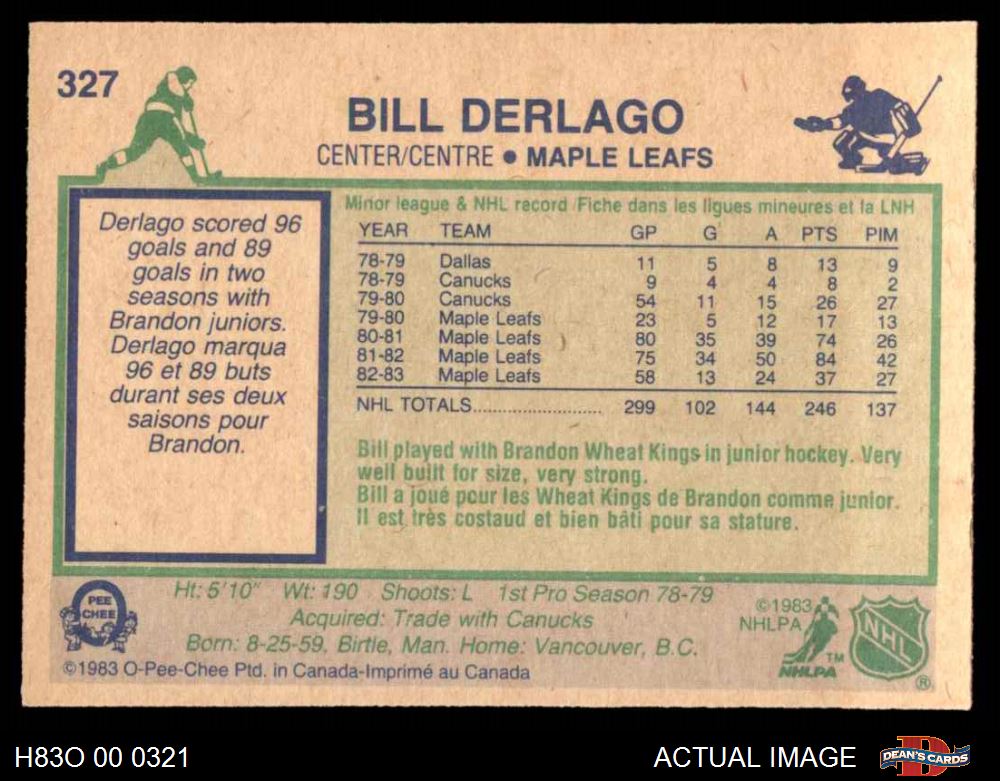 327
BILL DERLAGO
CENTER/CENTRE • MAPLE LEAFS
Derlago scored 96
goals and 89
goals in two
seasons with
Brandon juniors.
Derlago marqua
96 et 89 buts
durant ses deux
saisons pour
Brandon.
Minor league & NHL record/Fiche dans les ligues mineures et la LNH
YEAR TEAM GP G A PTS PIM
78-79 Dallas 11 5 8 13 9
78-79 Canucks 9 4 4 8 2
79-80 Canucks 54 11 15 26 27
79-80 Maple Leafs 23 5 12 17 13
80-81 Maple Leafs 80 35 39 74 26
81-82 Maple Leafs 75 34 50 84 42
82-83 Maple Leafs 58 13 24 37 27
NHL TOTALS............................ 299 102 144 246 137
Bill played with Brandon Wheat Kings in junior hockey. Very
well built for size, very strong.
Bill a joué pour les Wheat Kings de Brandon comme junior.
Il est très costaud et bien bâti pour sa stature.
O PEE CHEE
Ht: 5'10" Wt: 190 Shoots: L 1st Pro Season 78-79
Acquired: Trade with Canucks
Born: 8-25-59, Birtle, Man. Home: Vancouver, B.C.
©1983 O-Pee-Chee Ptd. in Canada-Imprimé au Canada
©1983
NHLPA
TM
NHLPA
NHL
®
H83O 00 0321
ACTUAL IMAGE
DEAN'S CARDS